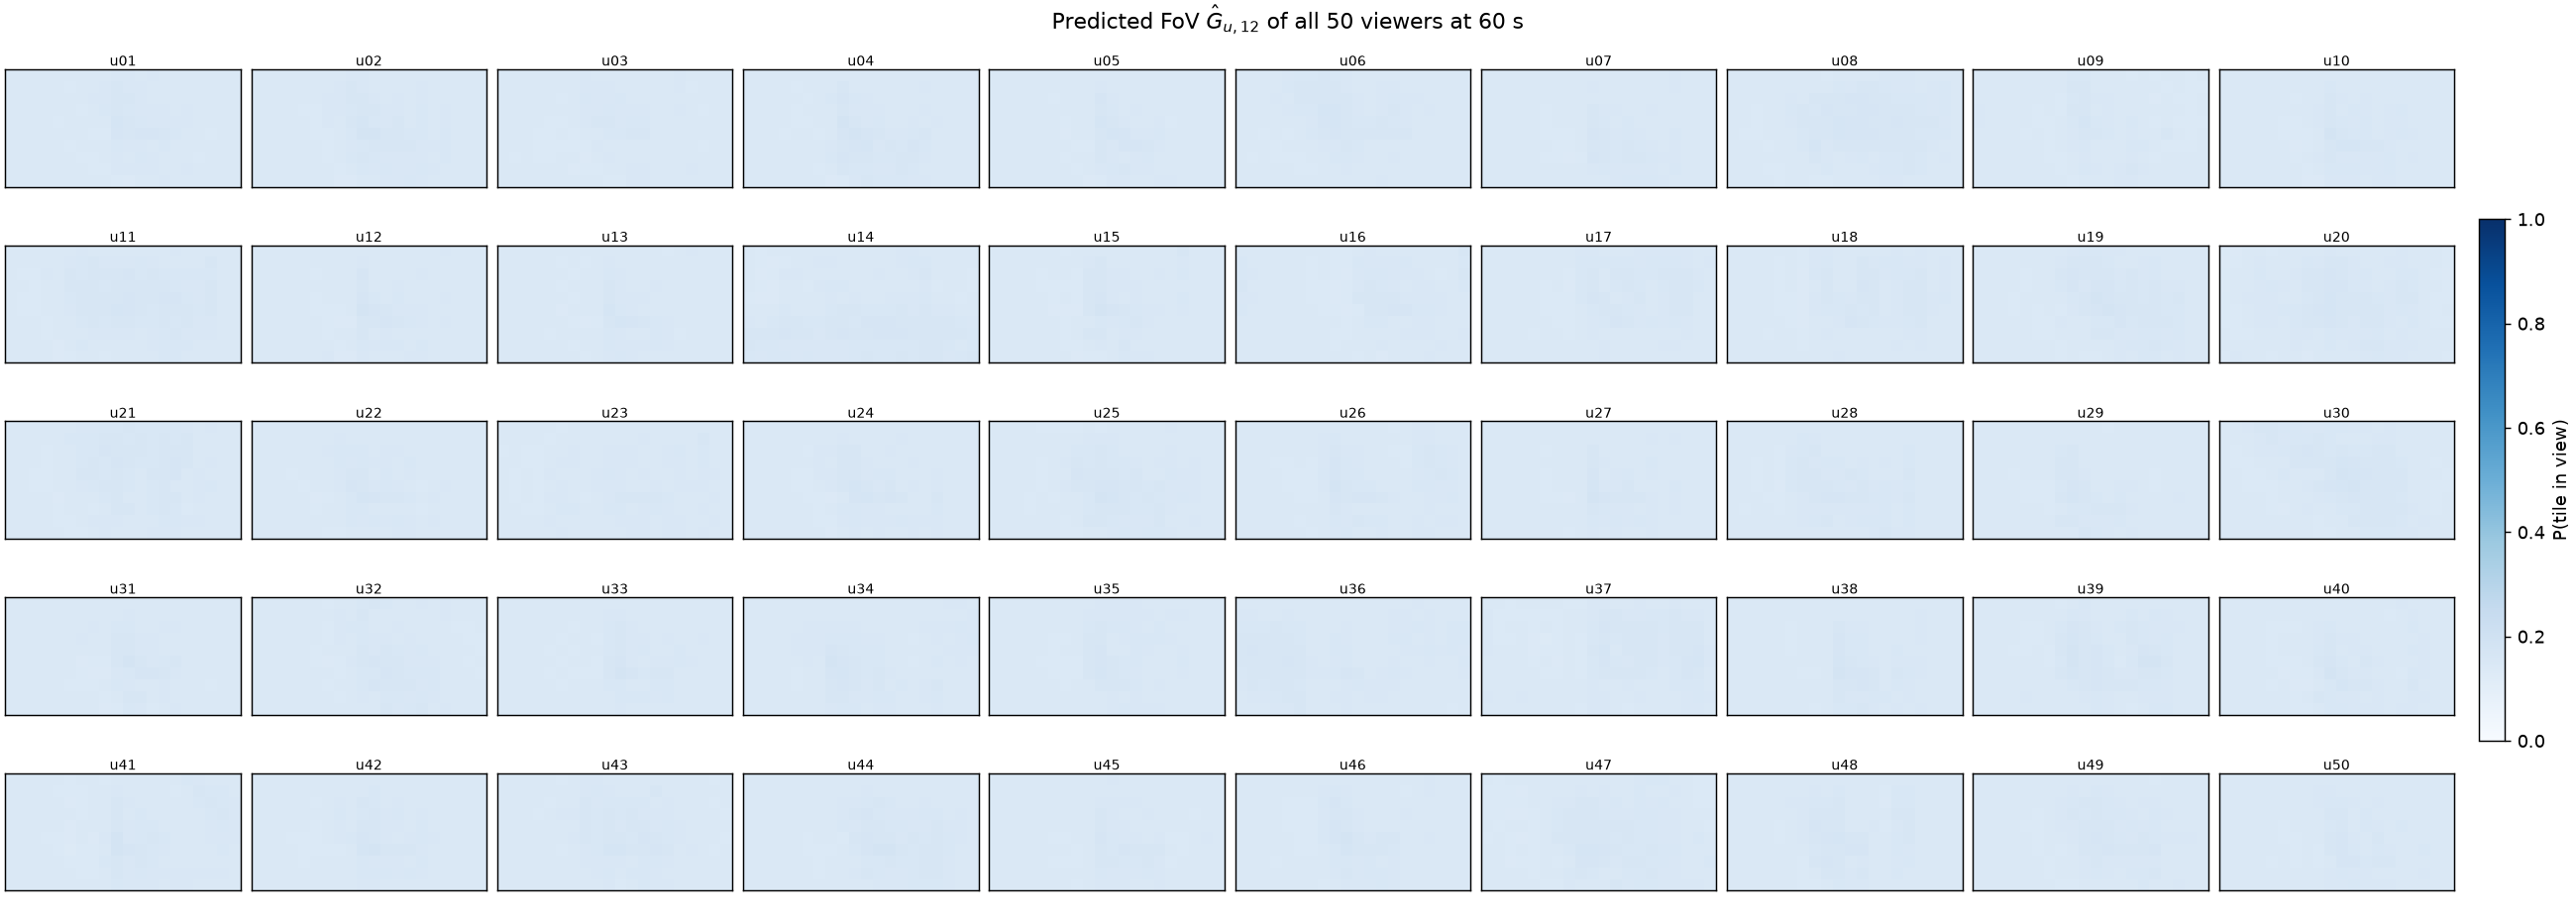 Predicted FoV Ĝu, 12 of all 50 viewers at 60 s
u01 u02 u03 u04 u05 u06 u07 u08 u09 u10
u11 u12 u13 u14 u15 u16 u17 u18 u19 u20
u21 u22 u23 u24 u25 u26 u27 u28 u29 u30
u31 u32 u33 u34 u35 u36 u37 u38 u39 u40
u41 u42 u43 u44 u45 u46 u47 u48 u49 u50
1.0
0.8
0.6
0.4
0.2
0.0
P(tile in view)